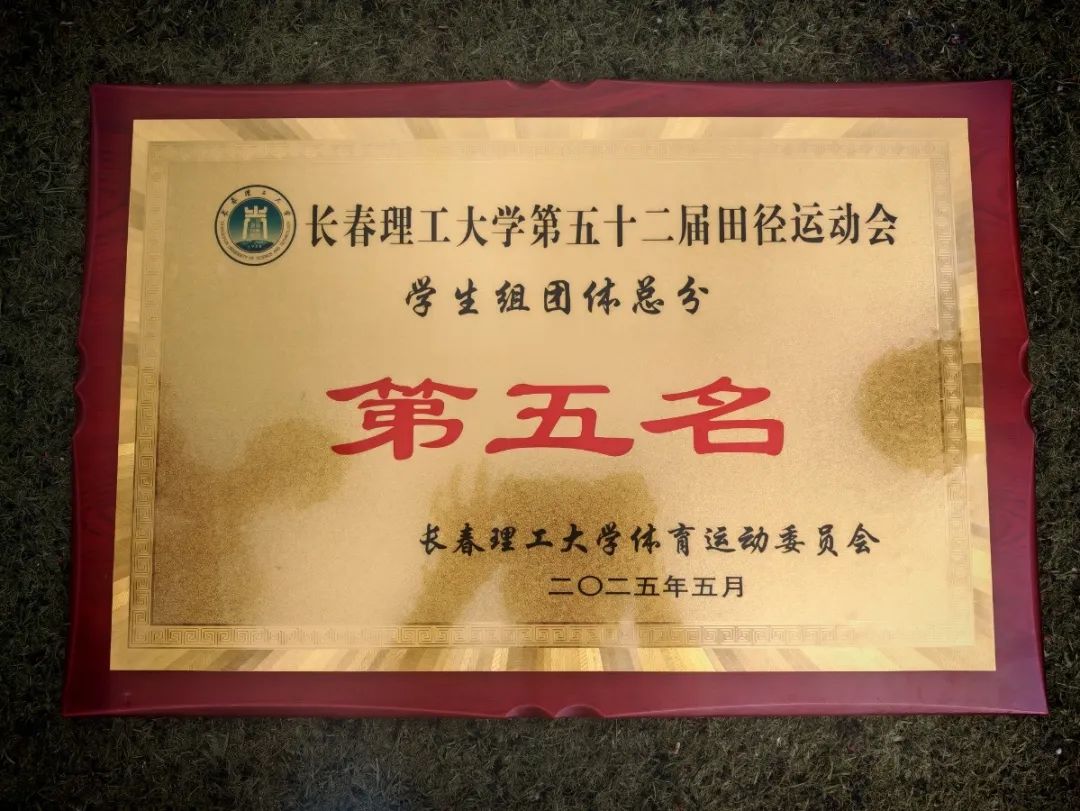 长春理工大学第五十二届田径运动会
学生组团体总分
第五名
长春理工大学体育运动委员会
二〇二五年五月